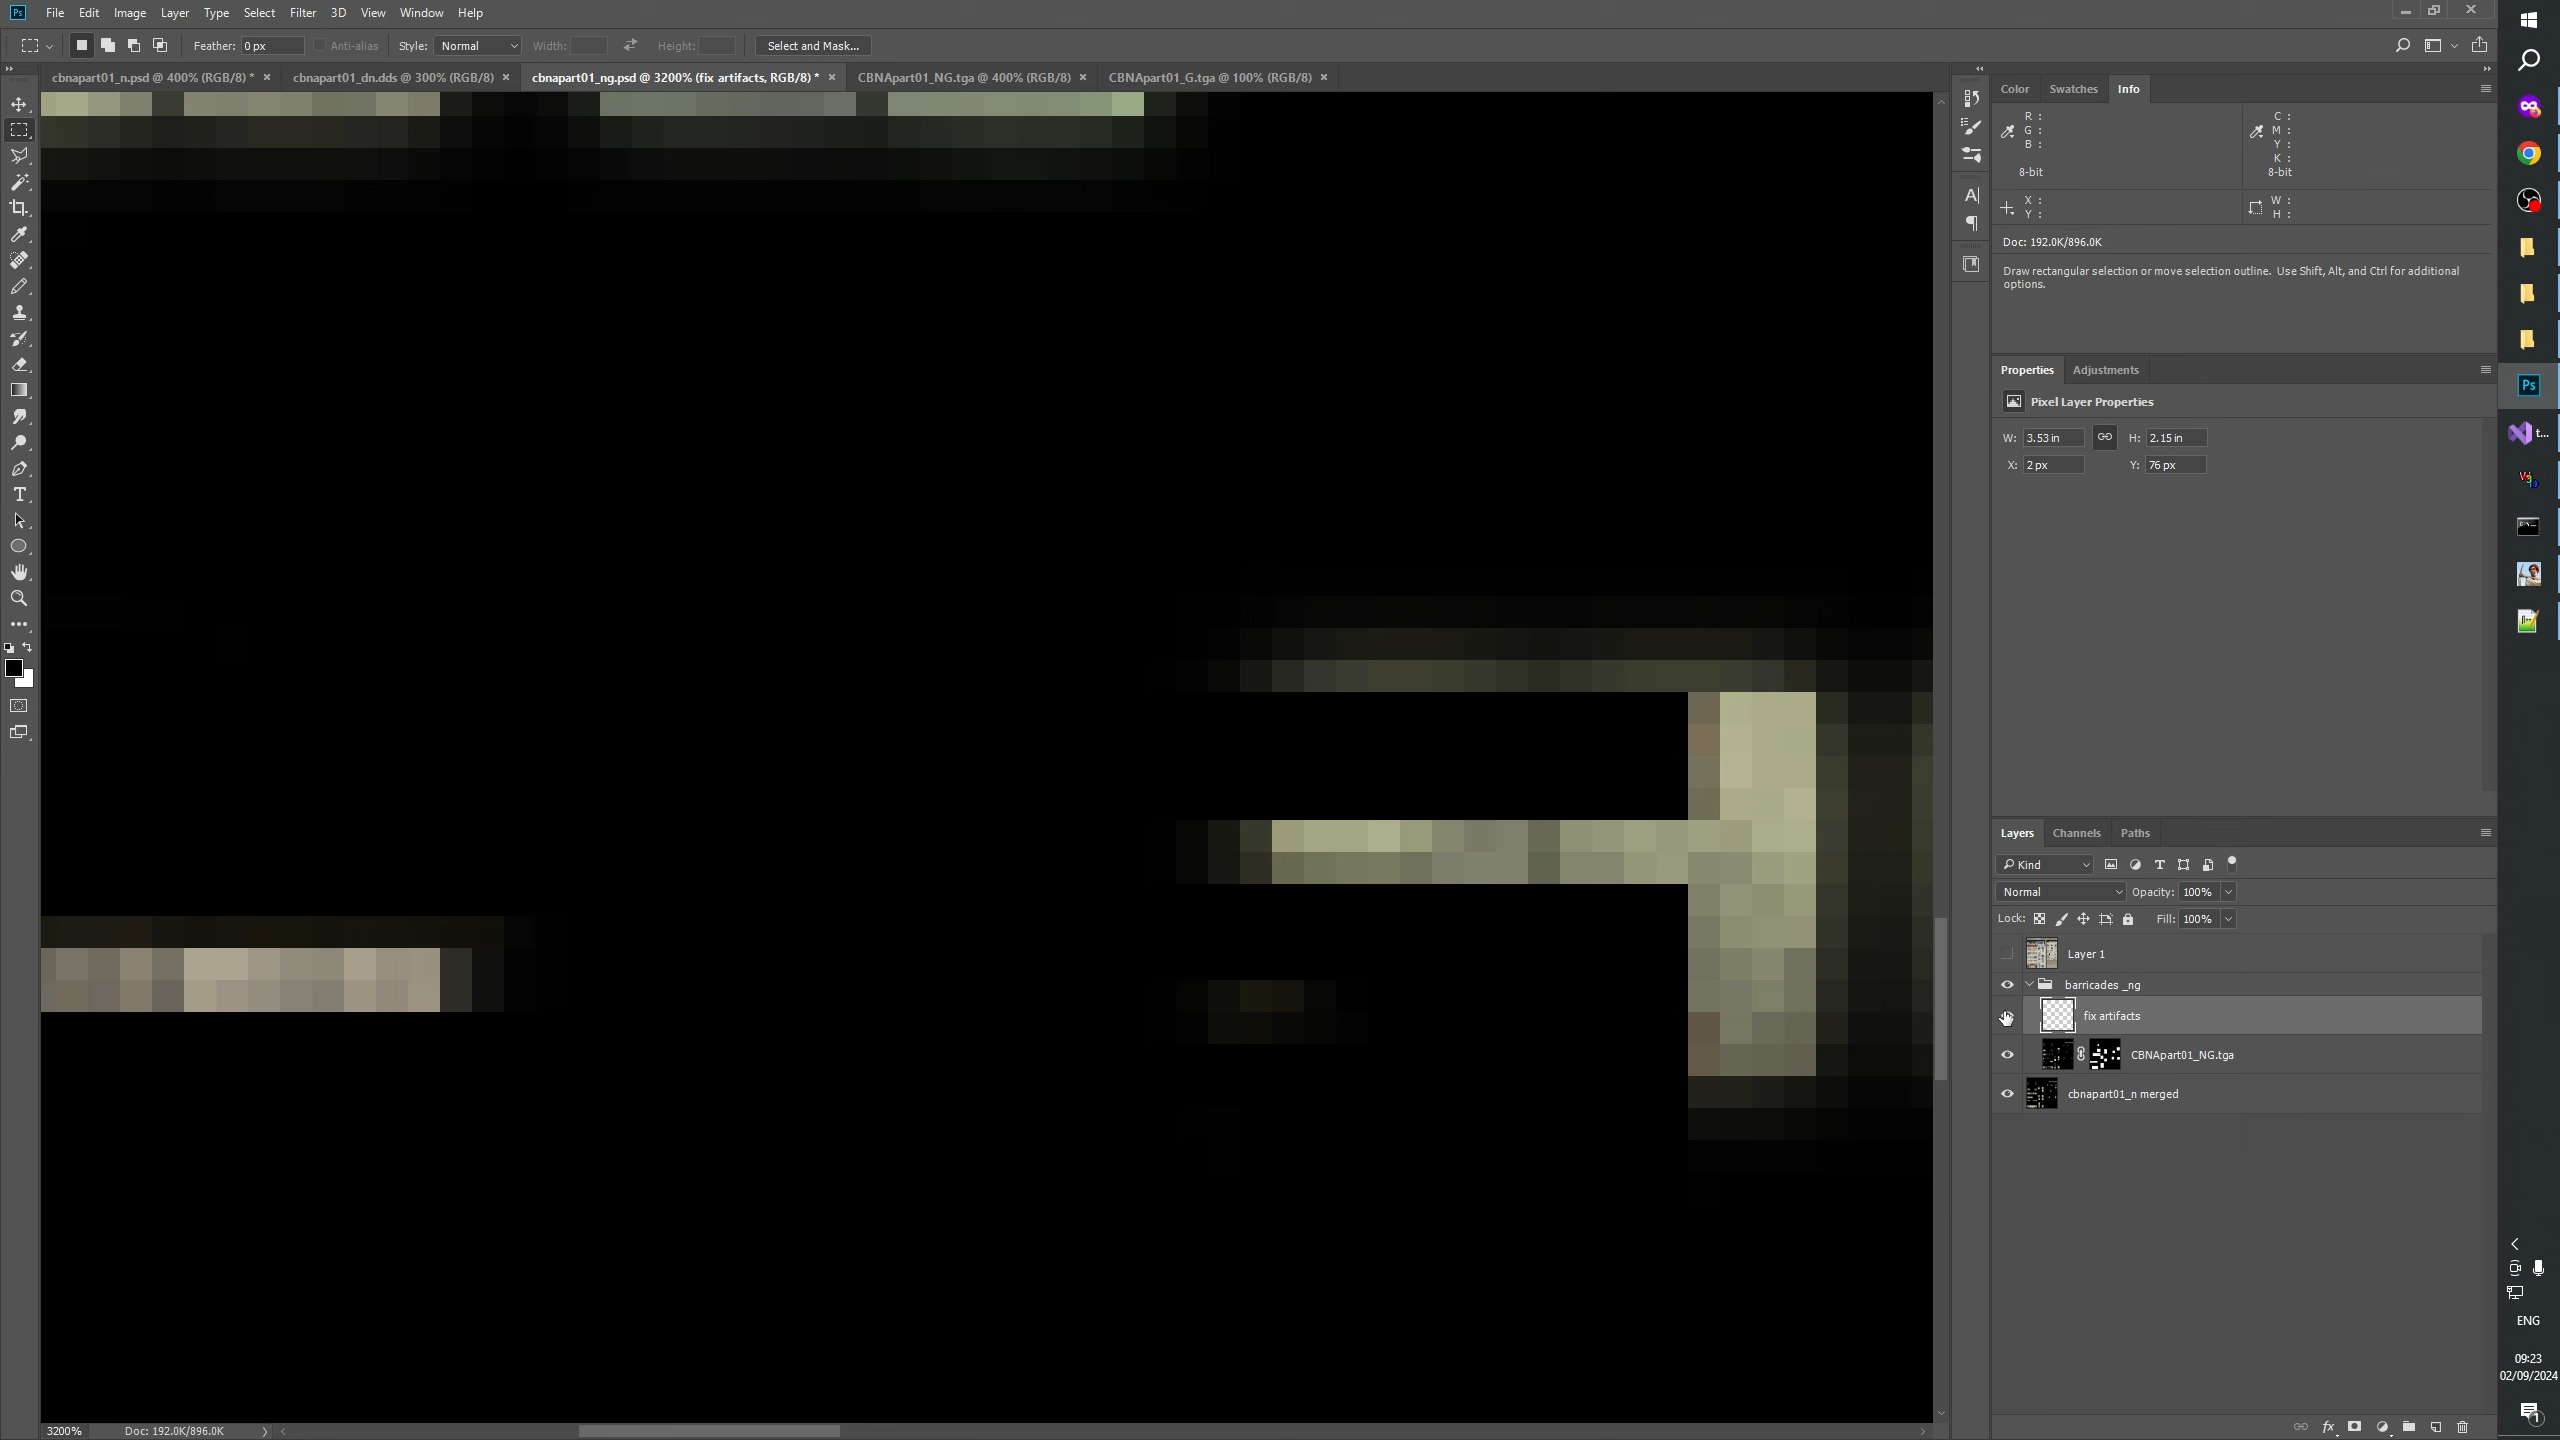 Ps File Edit Image Layer Type Select Filter 3D View Window Help
Feather: 0 px Anti-alias Style: Normal Width: Height: Select and Mask...
cbnapart01_n.psd @ 400% (RGB/8) * × cbnapart01_dn.dds @ 300% (RGB/8) × cbnapart01_ng.psd @ 3200% (fix artifacts, RGB/8) * × CBNApart01_NG.tga @ 400% (RGB/8) × CBNApart01_G.tga @ 100% (RGB/8) ×
Color Swatches Info
R : C :
G : M :
B : Y :
K :
8-bit 8-bit
X : W :
Y : H :
Doc: 192.0K/896.0K
Draw rectangular selection or move selection outline. Use Shift, Alt, and Ctrl for additional
options.
Properties Adjustments
Pixel Layer Properties
W: 3.53 in H: 2.15 in
X: 2 px Y: 76 px
Layers Channels Paths
Kind
Normal Opacity: 100%
Lock: Fill: 100%
Layer 1
barricades _ng
fix artifacts
CBNApart01_NG.tga
cbnapart01_n merged
3200% Doc: 192.0K/896.0K
Ps
t...
ENG
09:23
02/09/2024
1